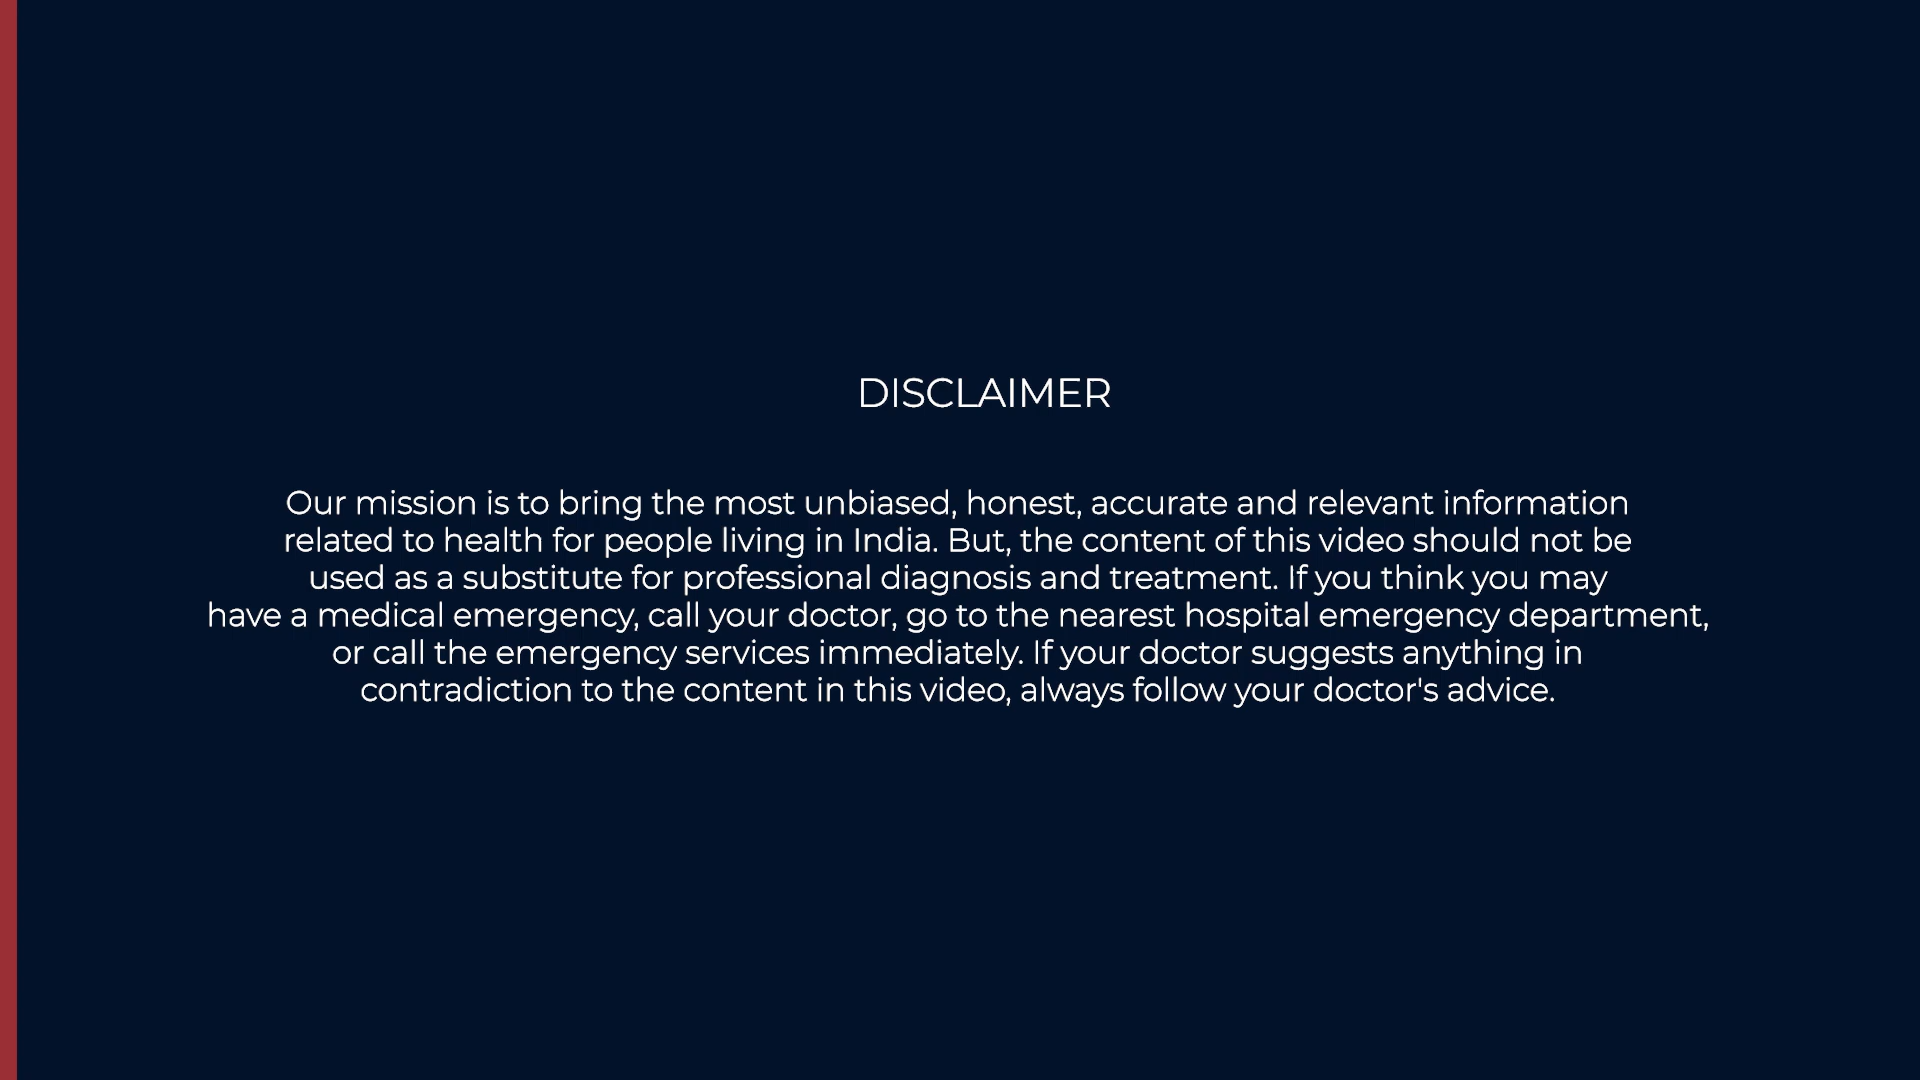 DISCLAIMER
Our mission is to bring the most unbiased, honest, accurate and relevant information
related to health for people living in India. But, the content of this video should not be
used as a substitute for professional diagnosis and treatment. If you think you may
have a medical emergency, call your doctor, go to the nearest hospital emergency department,
or call the emergency services immediately. If your doctor suggests anything in
contradiction to the content in this video, always follow your doctor's advice.